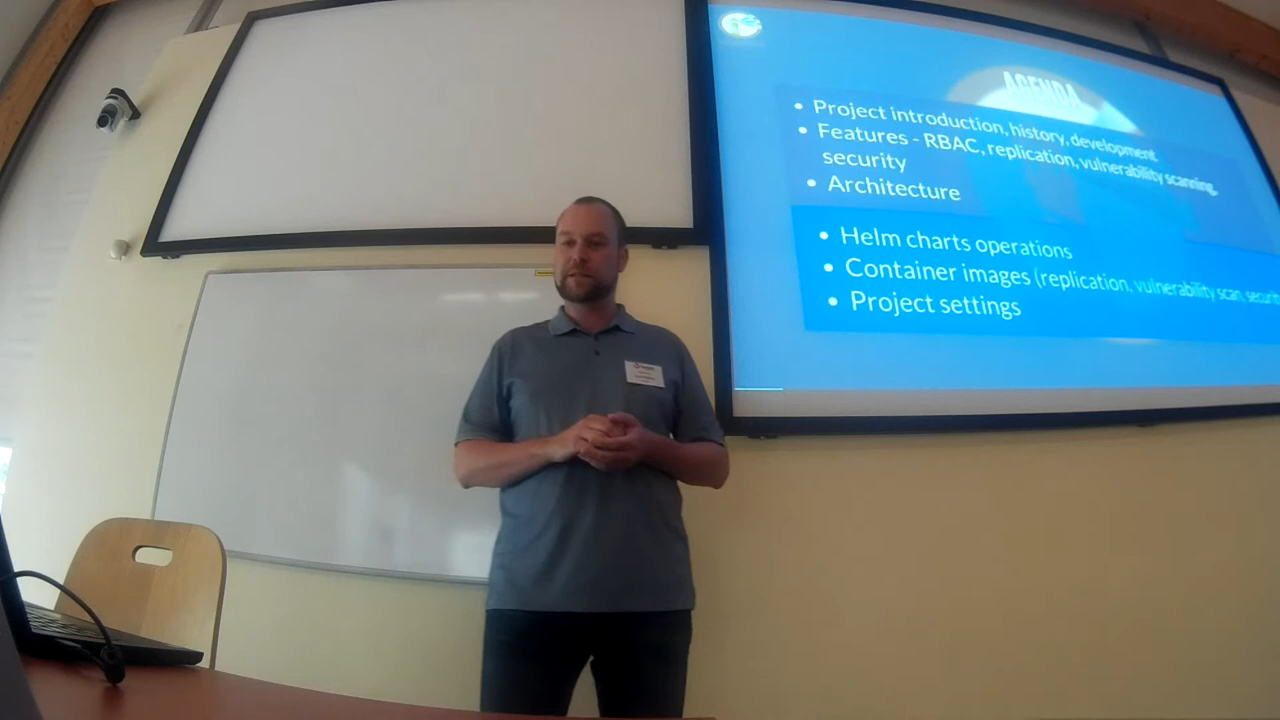 AGENDA
• Project introduction, history, development
• Features - RBAC, replication, vulnerability scanning,
security
• Architecture
• Helm charts operations
• Container images (replication, vulnerability scan, securit
• Project settings